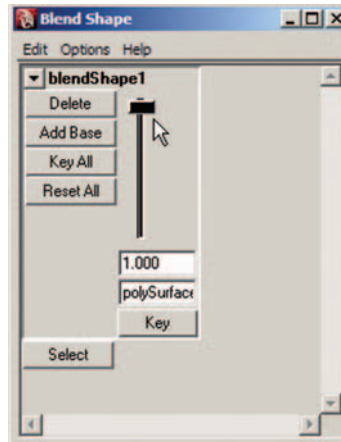 Blend Shape
Edit Options Help
blendShape1
Delete
Add Base
Key All
Reset All
1.000
polySurface
Key
Select